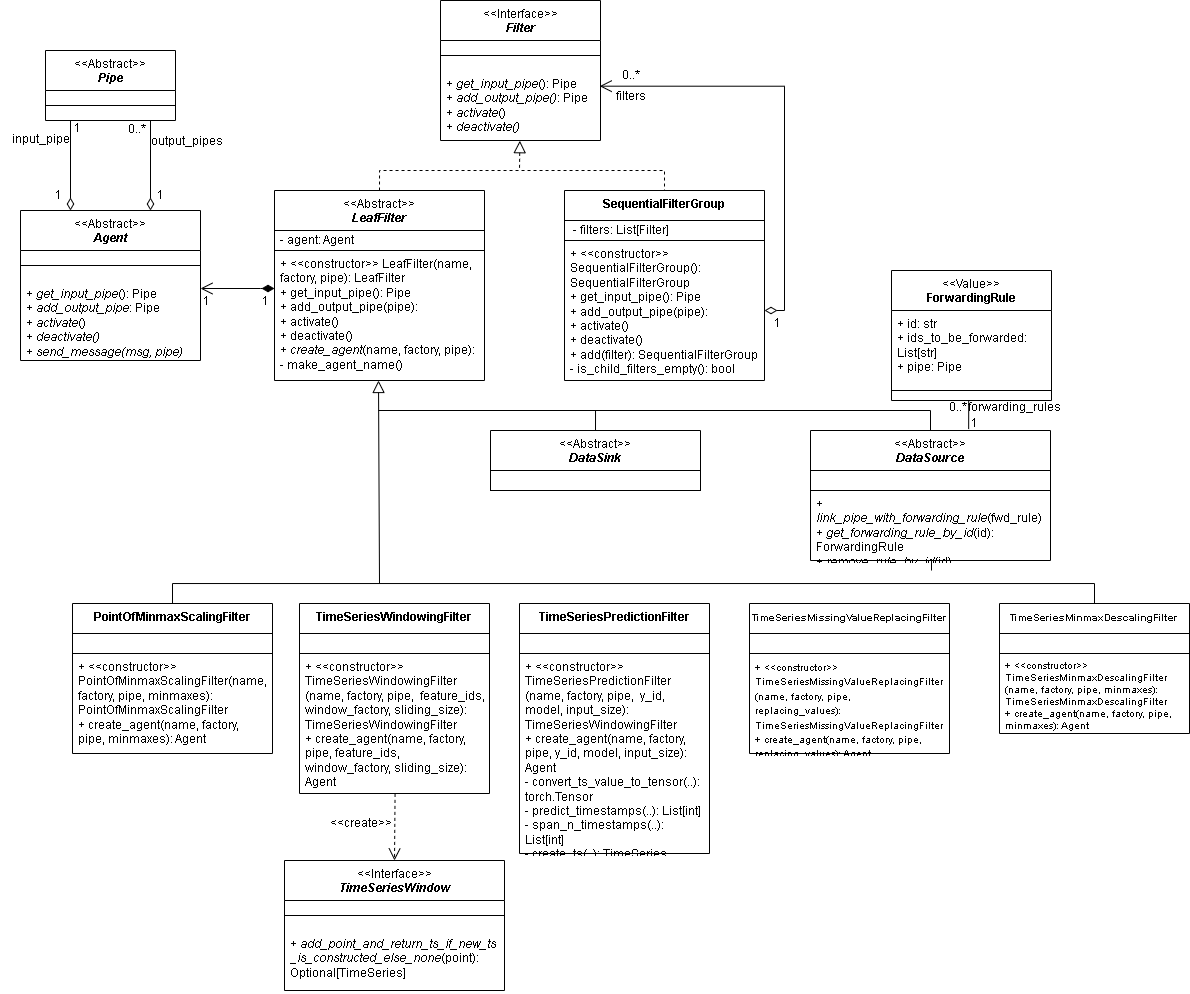 <<Interface>>
Filter
+ get_input_pipe(): Pipe
+ add_output_pipe(): Pipe
+ activate()
+ deactivate()
0..*
filters
<<Abstract>>
Pipe
1
0..*
input_pipe
output_pipes
1
1
<<Abstract>>
Agent
+ get_input_pipe(): Pipe
+ add_output_pipe: Pipe
+ activate()
+ deactivate()
+ send_message(msg, pipe)
1
1
<<Abstract>>
LeafFilter
- agent: Agent
+ <<constructor>> LeafFilter(name,
factory, pipe): LeafFilter
+ get_input_pipe(): Pipe
+ add_output_pipe(pipe):
+ activate()
+ deactivate()
+ create_agent(name, factory, pipe):
- make_agent_name()
SequentialFilterGroup
- filters: List[Filter]
+ <<constructor>>
SequentialFilterGroup():
SequentialFilterGroup
+ get_input_pipe(): Pipe
+ add_output_pipe(pipe):
+ activate()
+ deactivate()
+ add(filter): SequentialFilterGroup
- is_child_filters_empty(): bool
1
<<Value>>
ForwardingRule
+ id: str
+ ids_to_be_forwarded:
List[str]
+ pipe: Pipe
0..*forwarding_rules
1
<<Abstract>>
DataSink
<<Abstract>>
DataSource
+
link_pipe_with_forwarding_rule(fwd_rule)
+ get_forwarding_rule_by_id(id):
ForwardingRule
+ remove_rule_by_id(id)
PointOfMinmaxScalingFilter
+ <<constructor>>
PointOfMinmaxScalingFilter(name,
factory, pipe, minmaxes):
PointOfMinmaxScalingFilter
+ create_agent(name, factory,
pipe, minmaxes): Agent
TimeSeriesWindowingFilter
+ <<constructor>>
TimeSeriesWindowingFilter
(name, factory, pipe, feature_ids,
window_factory, sliding_size):
TimeSeriesWindowingFilter
+ create_agent(name, factory,
pipe, feature_ids,
window_factory, sliding_size):
Agent
TimeSeriesPredictionFilter
+ <<constructor>>
TimeSeriesPredictionFilter
(name, factory, pipe, y_id,
model, input_size):
TimeSeriesWindowingFilter
+ create_agent(name, factory,
pipe, y_id, model, input_size):
Agent
- convert_ts_value_to_tensor(..):
torch.Tensor
- predict_timestamps(..): List[int]
- span_n_timestamps(..):
List[int]
- create_ts(..): TimeSeries
TimeSeriesMissingValueReplacingFilter
+ <<constructor>>
TimeSeriesMissingValueReplacingFilter
(name, factory, pipe,
replacing_values):
TimeSeriesMissingValueReplacingFilter
+ create_agent(name, factory, pipe,
replacing_values): Agent
TimeSeriesMinmaxDescalingFilter
+ <<constructor>>
TimeSeriesMinmaxDescalingFilter
(name, factory, pipe, minmaxes):
TimeSeriesMinmaxDescalingFilter
+ create_agent(name, factory, pipe,
minmaxes): Agent
<<create>>
<<Interface>>
TimeSeriesWindow
+ add_point_and_return_ts_if_new_ts
_is_constructed_else_none(point):
Optional[TimeSeries]